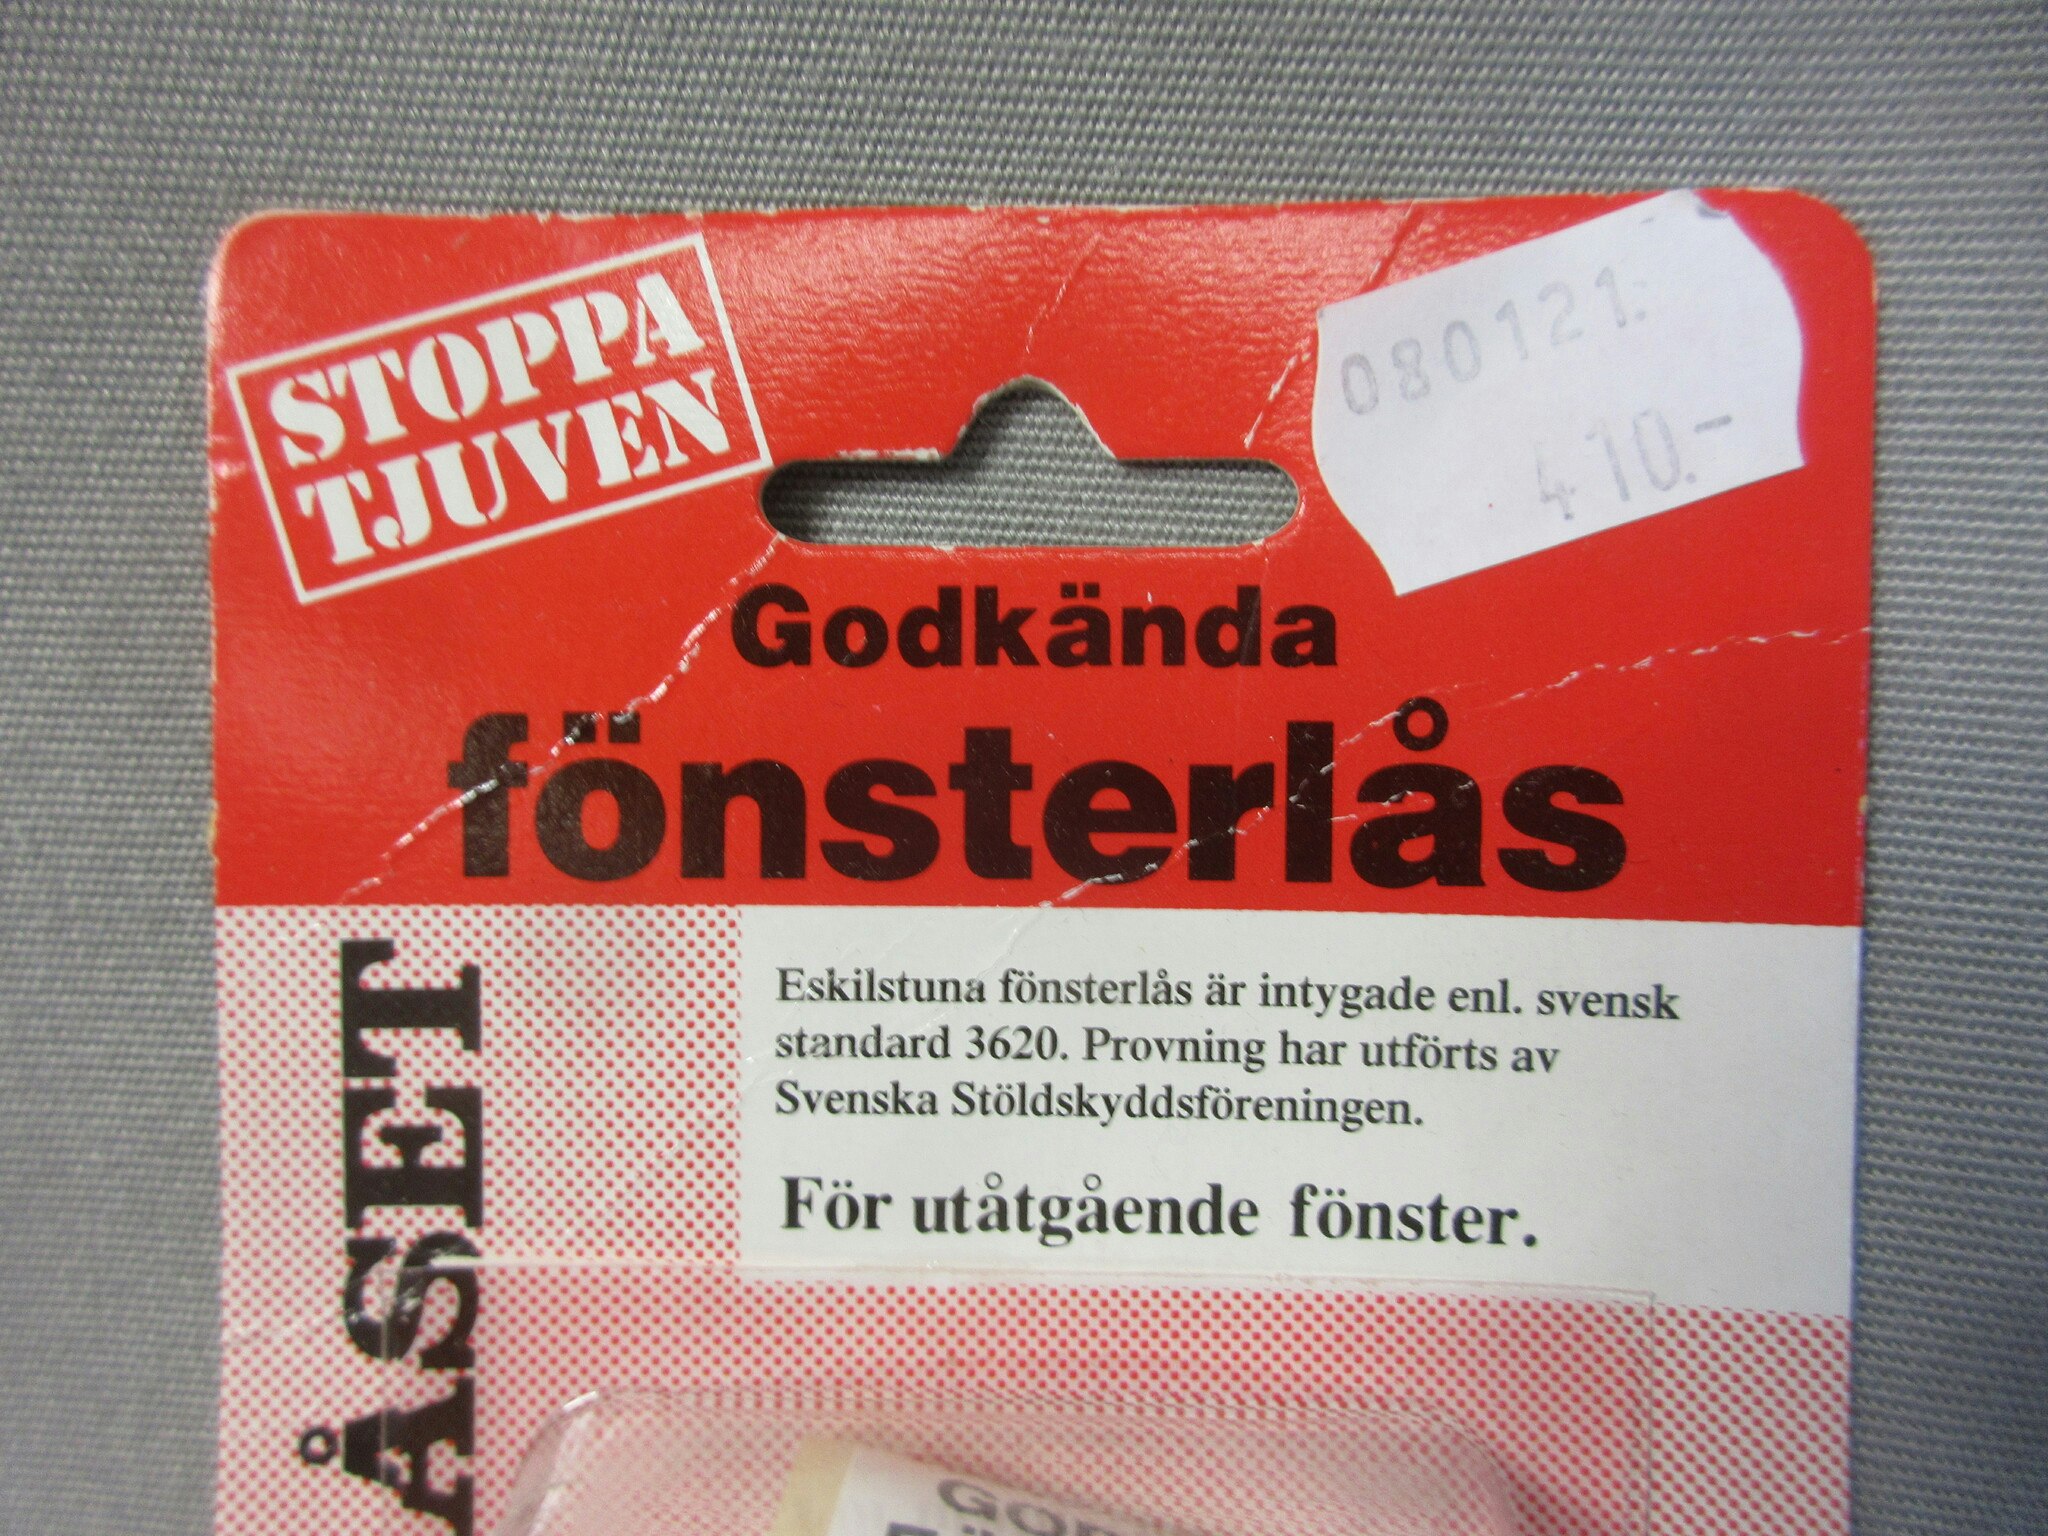 STOPPA
TJUVEN
080121.
410.-
Godkända
fönsterlås
Eskilstuna fönsterlås är intygade enl. svensk
standard 3620. Provning har utförts av
Svenska Stöldskyddsföreningen.
För utåtgående fönster.
ÅSET